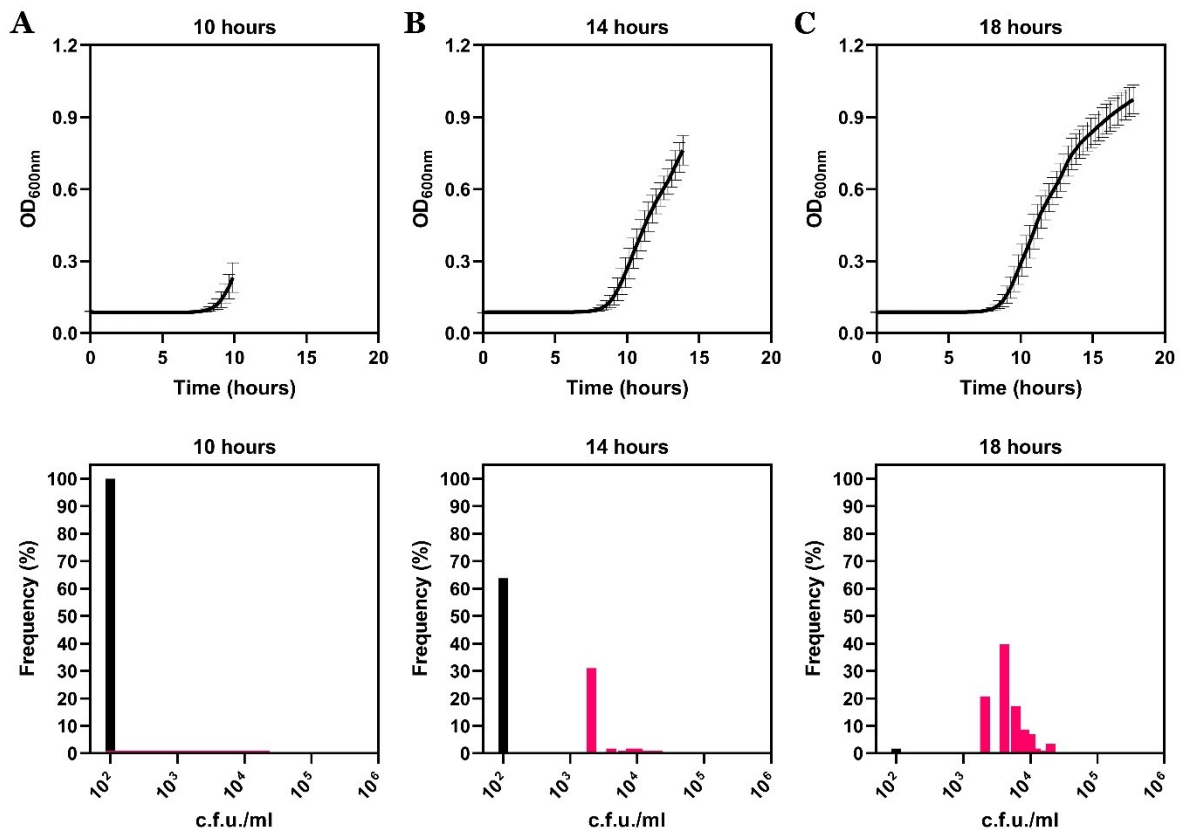 A
10 hours
1.2
0.9
0.6
0.3
0.0
OD600nm
0 5 10 15 20
Time (hours)
B
14 hours
1.2
0.9
0.6
0.3
0.0
OD600nm
0 5 10 15 20
Time (hours)
C
18 hours
1.2
0.9
0.6
0.3
0.0
OD600nm
0 5 10 15 20
Time (hours)
10 hours
100
90
80
70
60
50
40
30
20
10
0
Frequency (%)
10² 10³ 10⁴ 10⁵ 10⁶
c.f.u./ml
14 hours
100
90
80
70
60
50
40
30
20
10
0
Frequency (%)
10² 10³ 10⁴ 10⁵ 10⁶
c.f.u./ml
18 hours
100
90
80
70
60
50
40
30
20
10
0
Frequency (%)
10² 10³ 10⁴ 10⁵ 10⁶
c.f.u./ml